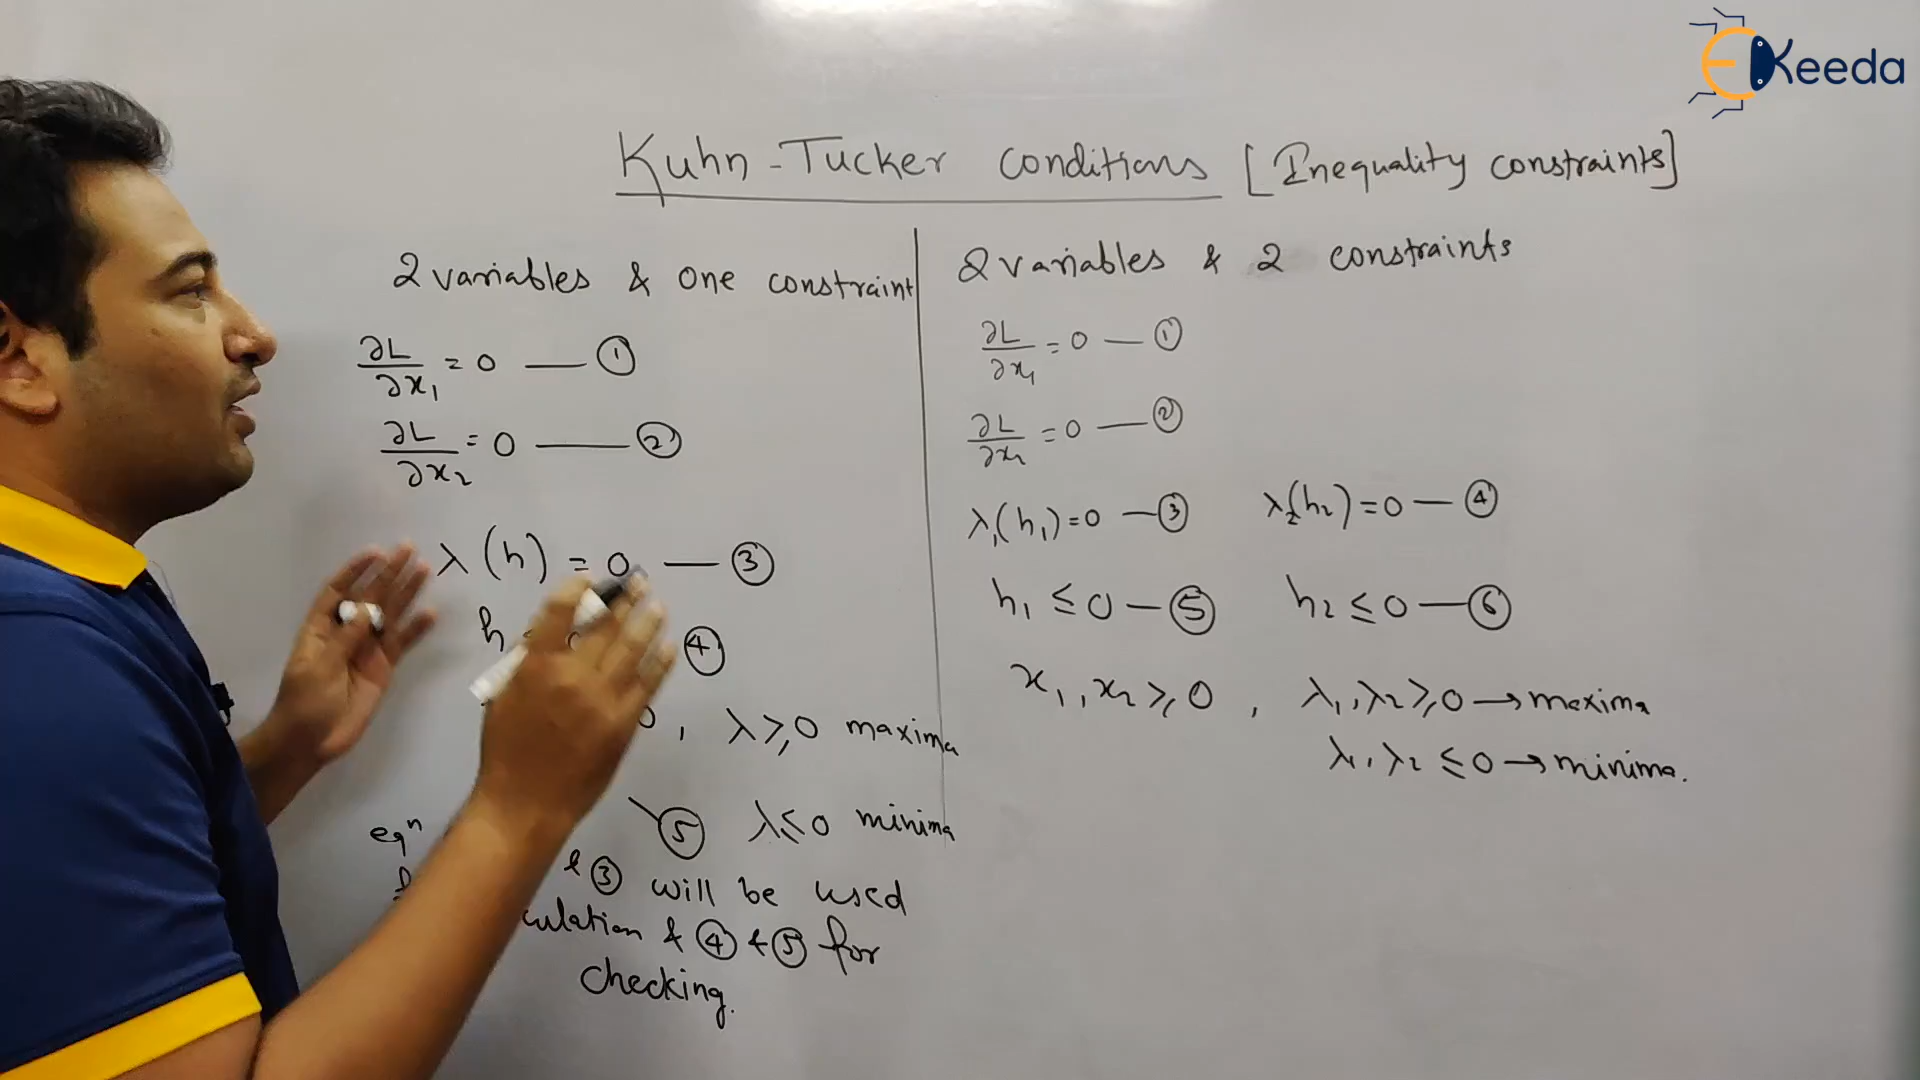 EKeeda
Kuhn-Tucker conditions [Inequality constraints]
2 variables & one constraint
∂L/∂x₁ = 0 — ①
∂L/∂x₂ = 0 — ②
λ(h) = 0 — ③
h ④
0, λ ≥ 0 maxima
⑤ λ ≤ 0 minima
eqⁿ
& ③ will be used
& ④ & ⑤ for
checking.
2 variables & 2 constraints
∂L/∂x₁ = 0 — ①
∂L/∂x₂ = 0 — ②
λ₁(h₁) = 0 — ③ λ₂(h₂) = 0 — ④
h₁ ≤ 0 — ⑤ h₂ ≤ 0 — ⑥
x₁, x₂ ≥ 0, λ₁, λ₂ ≥ 0 → maxima
λ₁, λ₂ ≤ 0 → minima.